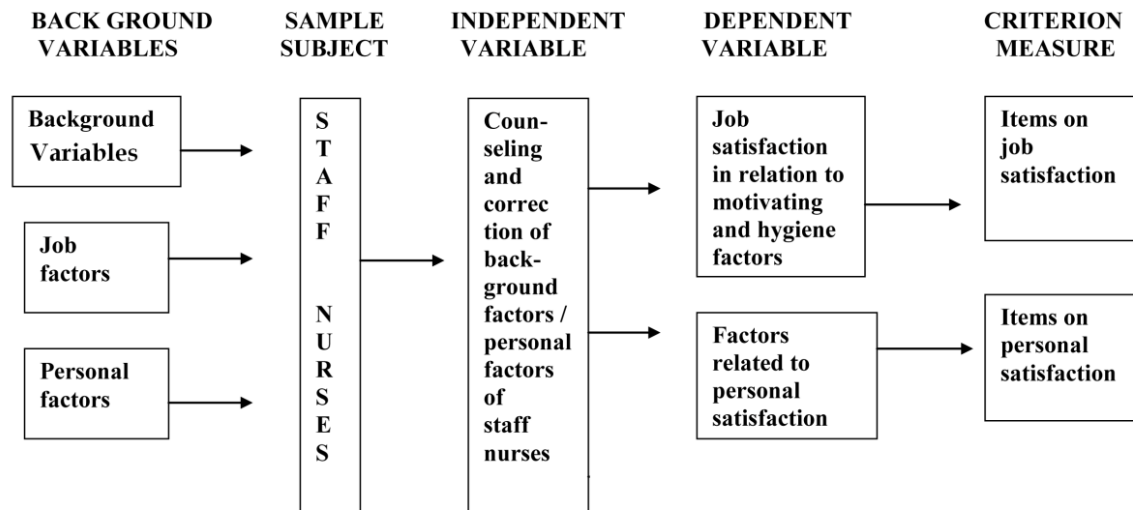 BACK GROUND
VARIABLES
SAMPLE
SUBJECT
INDEPENDENT
VARIABLE
DEPENDENT
VARIABLE
CRITERION
MEASURE
Background
Variables
Job
factors
Personal
factors
S
T
A
F
F
N
U
R
S
E
S
Coun-
seling
and
correc
tion of
back-
ground
factors /
personal
factors
of
staff
nurses
Job
satisfaction
in relation to
motivating
and hygiene
factors
Factors
related to
personal
satisfaction
Items on
job
satisfaction
Items on
personal
satisfaction